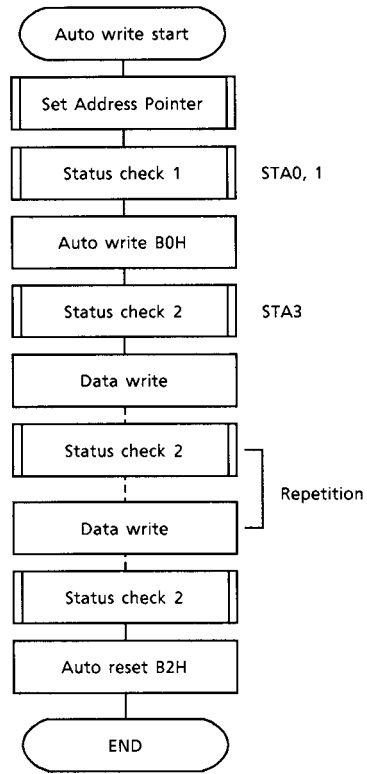 Auto write start
Set Address Pointer
Status check 1
STA0, 1
Auto write B0H
Status check 2
STA3
Data write
Status check 2
Repetition
Data write
Status check 2
Auto reset B2H
END